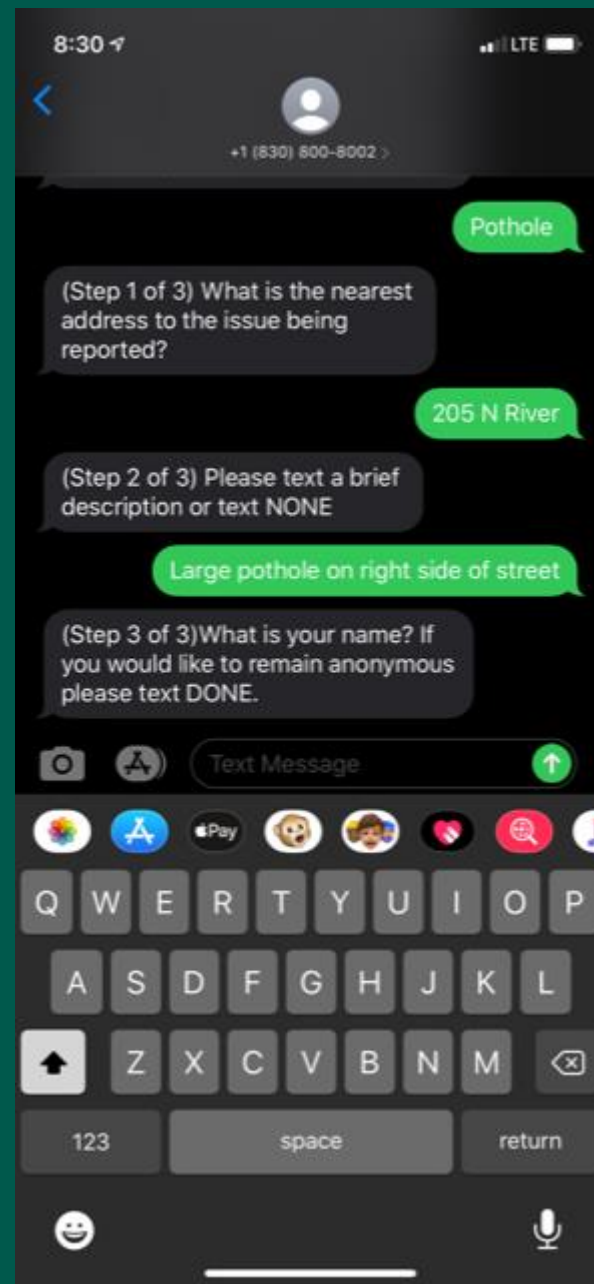 8:30
LTE
+1 (830) 800-8002 >
Pothole
(Step 1 of 3) What is the nearest
address to the issue being
reported?
205 N River
(Step 2 of 3) Please text a brief
description or text NONE
Large pothole on right side of street
(Step 3 of 3)What is your name? If
you would like to remain anonymous
please text DONE.
Text Message
Pay
Q W E R T Y U I O P
A S D F G H J K L
Z X C V B N M
123 space return